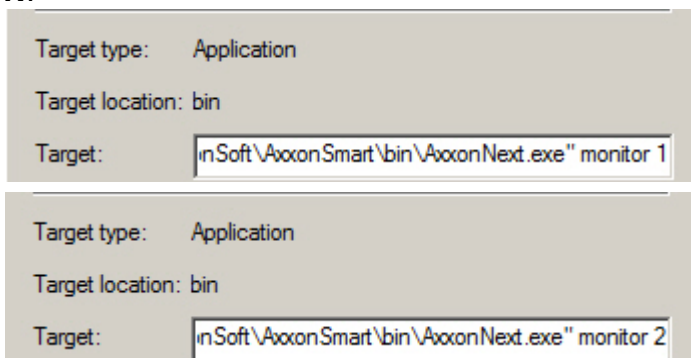 Target type: Application
Target location: bin
Target: nSoft\AxxonSmart\bin\AxxonNext.exe" monitor 1
Target type: Application
Target location: bin
Target: nSoft\AxxonSmart\bin\AxxonNext.exe" monitor 2